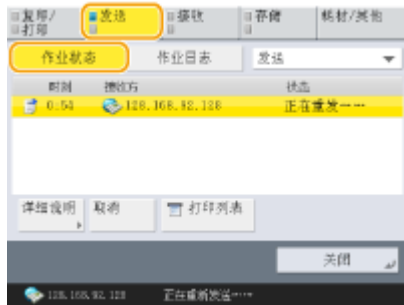 复印/
打印
发送
接收
存储
耗材/其他
作业状态
作业日志
发送
时刻
接收方
状态
0:54
128.168.92.128
正在重发……
详细说明
取消
打印列表
关闭
128.168.92.128
正在重新发送……